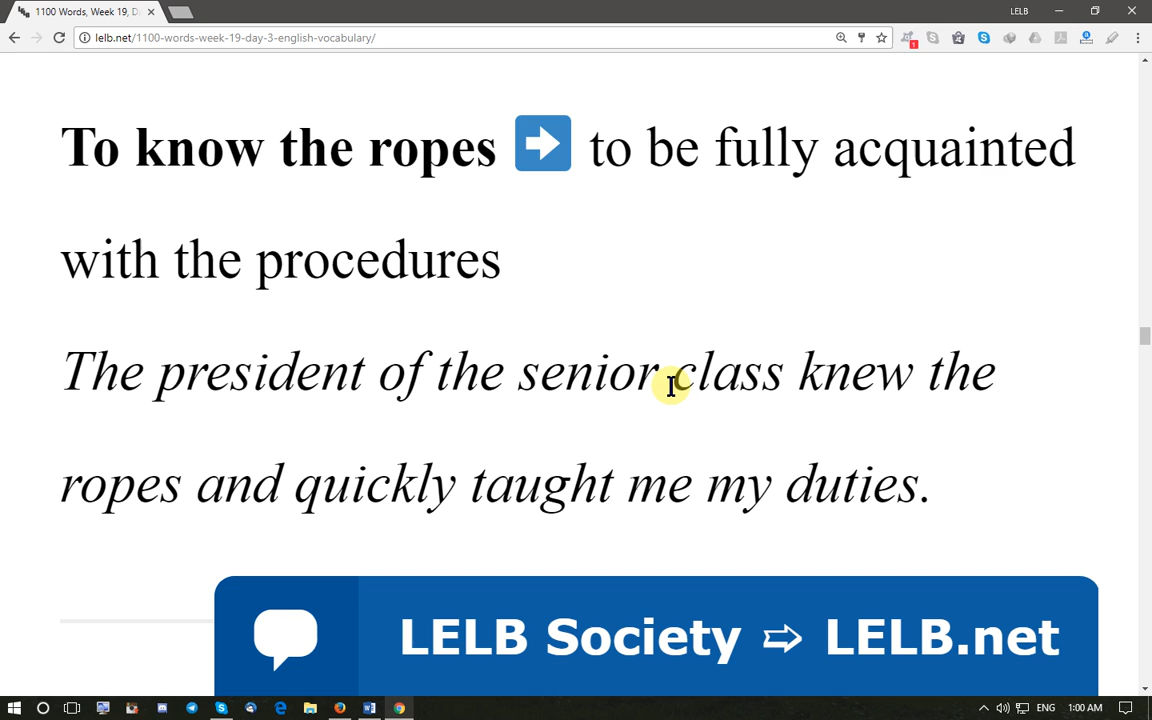 1100 Words, Week 19, D
LELB
lelb.net/1100-words-week-19-day-3-english-vocabulary/
1
To know the ropes ➡ to be fully acquainted
with the procedures
The president of the senior class knew the
ropes and quickly taught me my duties.
LELB Society ➯ LELB.net
ENG
1:00 AM